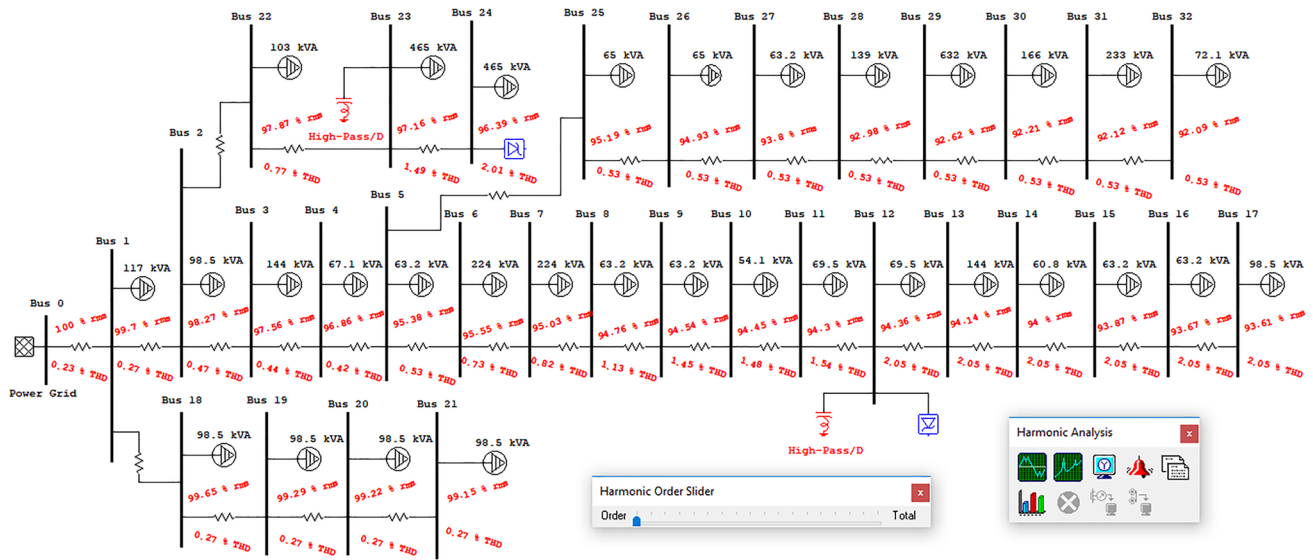 Bus 22
Bus 23
Bus 24
Bus 25
Bus 26
Bus 27
Bus 28
Bus 29
Bus 30
Bus 31
Bus 32
103 kVA
465 kVA
465 kVA
65 kVA
65 kVA
63.2 kVA
139 kVA
632 kVA
166 kVA
233 kVA
72.1 kVA
High-Pass/D
Bus 2
97.87 % rms
97.16 % rms
96.39 % rms
95.19 % rms
94.93 % rms
93.8 % rms
92.98 % rms
92.62 % rms
92.21 % rms
92.12 % rms
92.09 % rms
0.77 % THD
1.49 % THD
2.01 % THD
0.53 % THD
0.53 % THD
0.53 % THD
0.53 % THD
0.53 % THD
0.53 % THD
0.53 % THD
0.53 % THD
Bus 0
Bus 1
Bus 3
Bus 4
Bus 5
Bus 6
Bus 7
Bus 8
Bus 9
Bus 10
Bus 11
Bus 12
Bus 13
Bus 14
Bus 15
Bus 16
Bus 17
117 kVA
98.5 kVA
144 kVA
67.1 kVA
63.2 kVA
224 kVA
224 kVA
63.2 kVA
63.2 kVA
54.1 kVA
69.5 kVA
69.5 kVA
144 kVA
60.8 kVA
63.2 kVA
63.2 kVA
98.5 kVA
100 % rms
99.7 % rms
98.27 % rms
97.56 % rms
96.86 % rms
95.38 % rms
95.55 % rms
95.03 % rms
94.76 % rms
94.54 % rms
94.45 % rms
94.3 % rms
94.36 % rms
94.14 % rms
94 % rms
93.87 % rms
93.67 % rms
93.61 % rms
0.23 % THD
0.27 % THD
0.47 % THD
0.44 % THD
0.42 % THD
0.53 % THD
0.73 % THD
0.82 % THD
1.13 % THD
1.45 % THD
1.48 % THD
1.54 % THD
2.05 % THD
2.05 % THD
2.05 % THD
2.05 % THD
2.05 % THD
2.05 % THD
Power Grid
Bus 18
Bus 19
Bus 20
Bus 21
98.5 kVA
98.5 kVA
98.5 kVA
98.5 kVA
99.65 % rms
99.29 % rms
99.22 % rms
99.15 % rms
0.27 % THD
0.27 % THD
0.27 % THD
0.27 % THD
High-Pass/D
Harmonic Order Slider
x
Order
Total
Harmonic Analysis
x